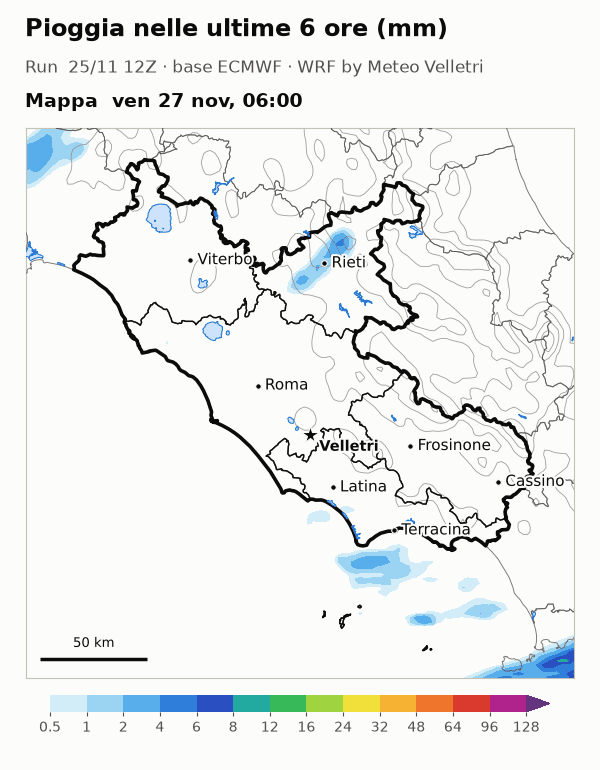 Pioggia nelle ultime 6 ore (mm)
Run  25/11 12Z · base ECMWF · WRF by Meteo Velletri
Mappa  ven 27 nov, 06:00
Viterbo
Rieti
Roma
Velletri
Frosinone
Latina
Cassino
Terracina
50 km
0.5 1 2 4 6 8 12 16 24 32 48 64 96 128